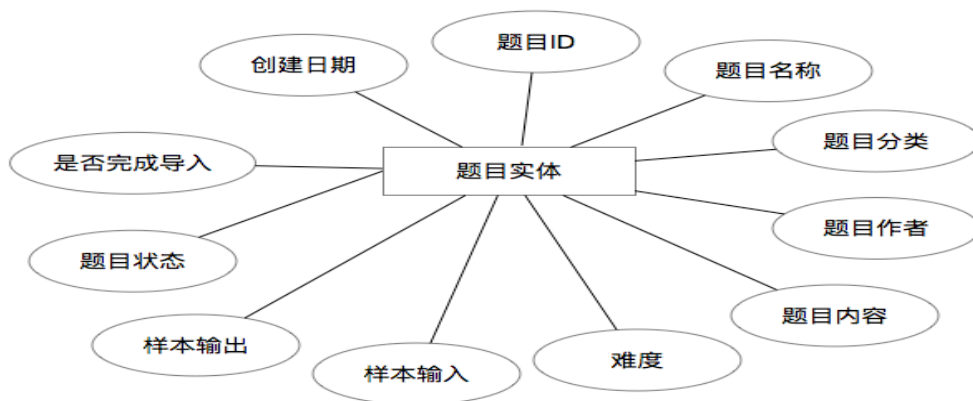 题目ID
创建日期
题目名称
题目分类
是否完成导入
题目实体
题目作者
题目状态
题目内容
样本输出
难度
样本输入